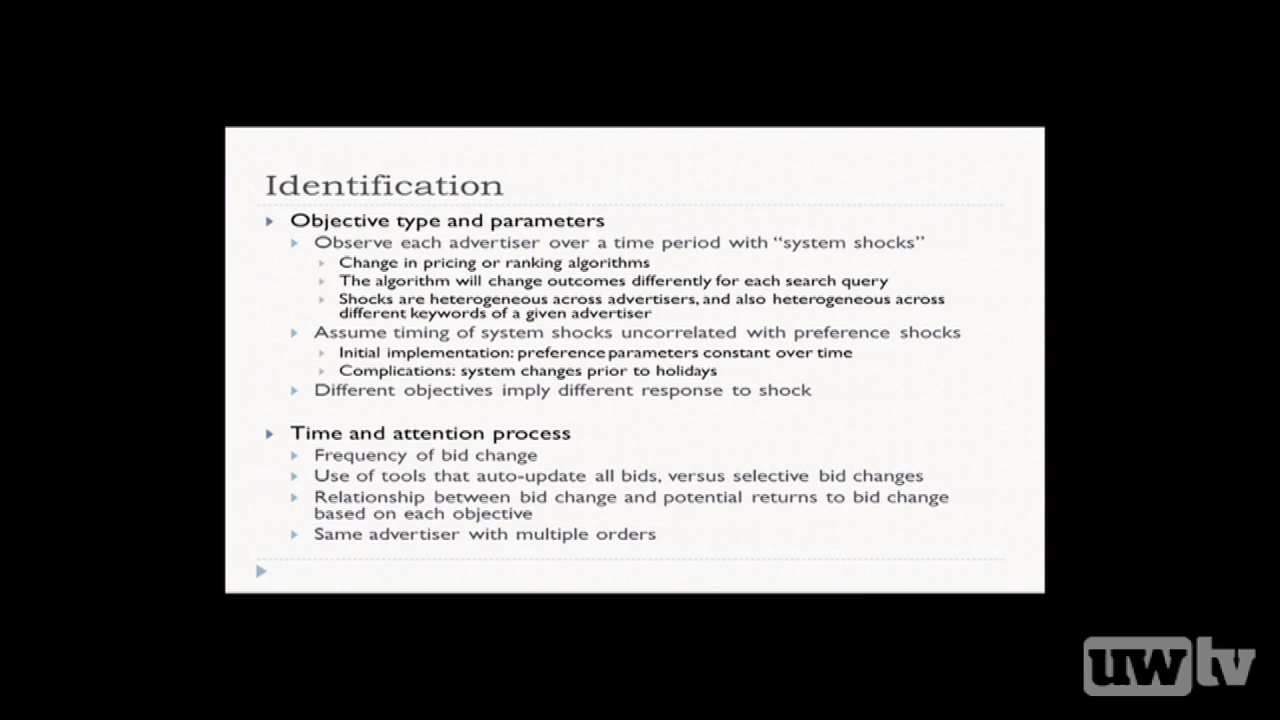 Identification
Objective type and parameters
Observe each advertiser over a time period with “system shocks”
Change in pricing or ranking algorithms
The algorithm will change outcomes differently for each search query
Shocks are heterogeneous across advertisers, and also heterogeneous across
different keywords of a given advertiser
Assume timing of system shocks uncorrelated with preference shocks
Initial implementation: preference parameters constant over time
Complications: system changes prior to holidays
Different objectives imply different response to shock
Time and attention process
Frequency of bid change
Use of tools that auto-update all bids, versus selective bid changes
Relationship between bid change and potential returns to bid change
based on each objective
Same advertiser with multiple orders
uwtv